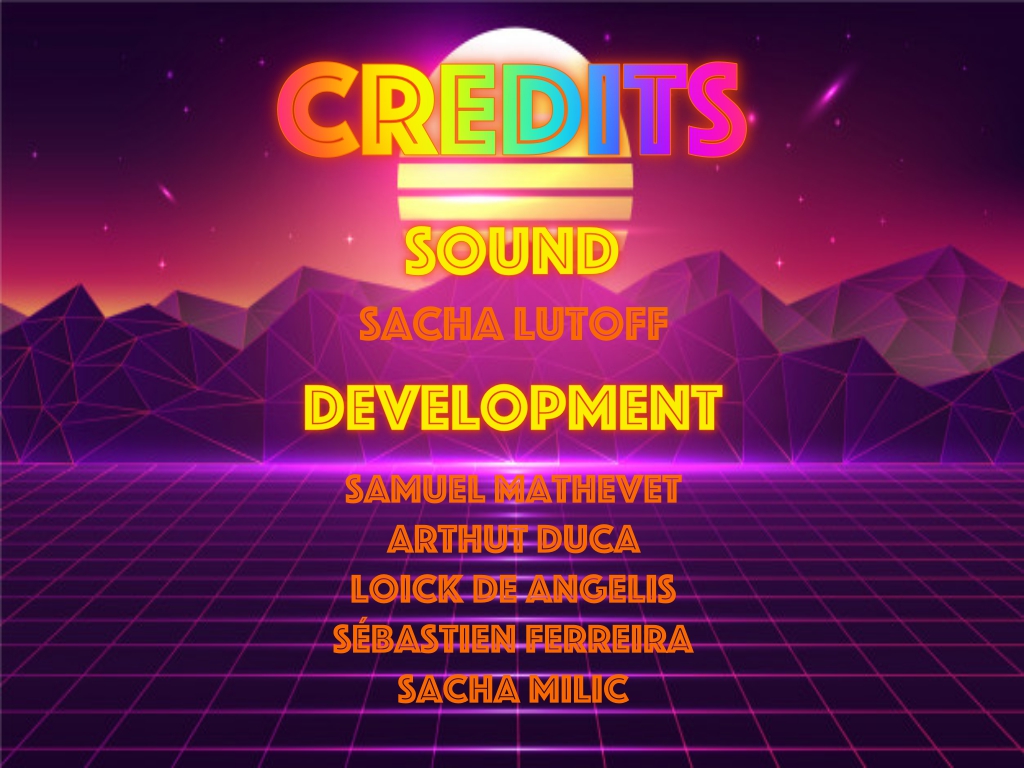 CREDITS
SOUND
SACHA LUTOFF
DEVELOPMENT
SAMUEL MATHEVET
ARTHUT DUCA
LOICK DE ANGELIS
SÉBASTIEN FERREIRA
SACHA MILIC